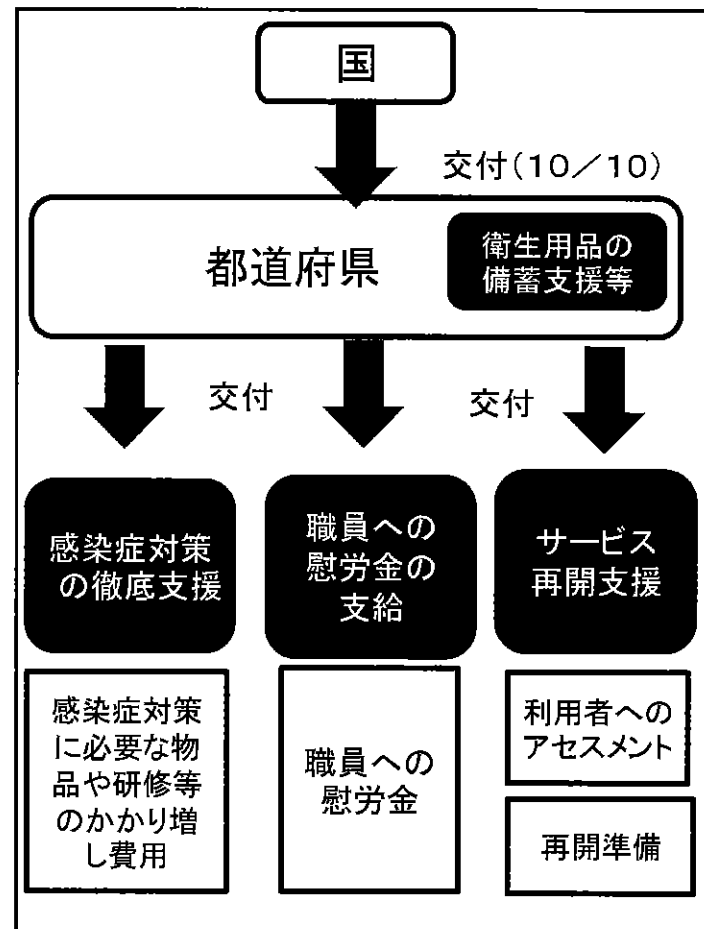 国
交付(10／10)
都道府県
衛生用品の
備蓄支援等
交付
交付
感染症対策
の徹底支援
職員への
慰労金の
支給
サービス
再開支援
感染症対策
に必要な物
品や研修等
のかかり増
し費用
職員への
慰労金
利用者への
アセスメント
再開準備